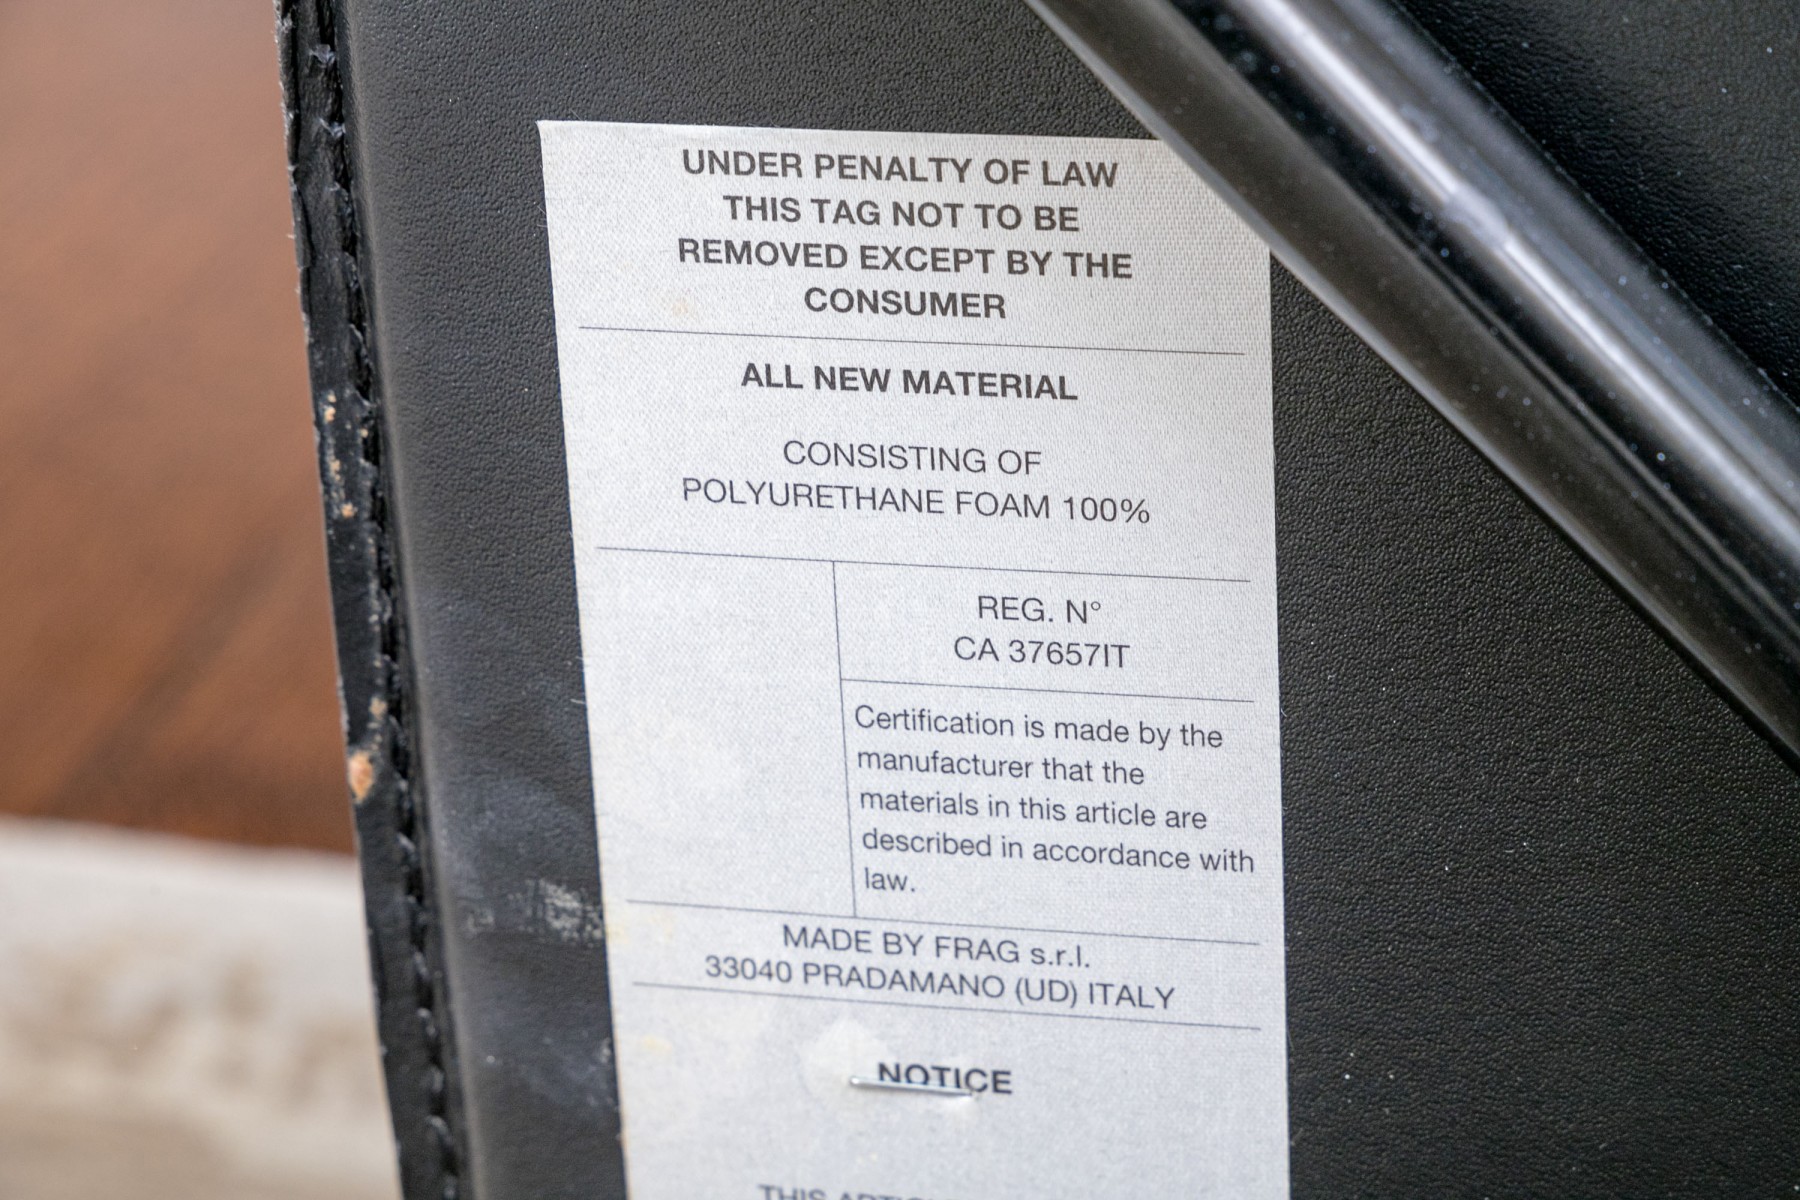 UNDER PENALTY OF LAW
THIS TAG NOT TO BE
REMOVED EXCEPT BY THE
CONSUMER
ALL NEW MATERIAL
CONSISTING OF
POLYURETHANE FOAM 100%
REG. N°
CA 37657IT
Certification is made by the
manufacturer that the
materials in this article are
described in accordance with
law.
MADE BY FRAG s.r.l.
33040 PRADAMANO (UD) ITALY
NOTICE
THIS